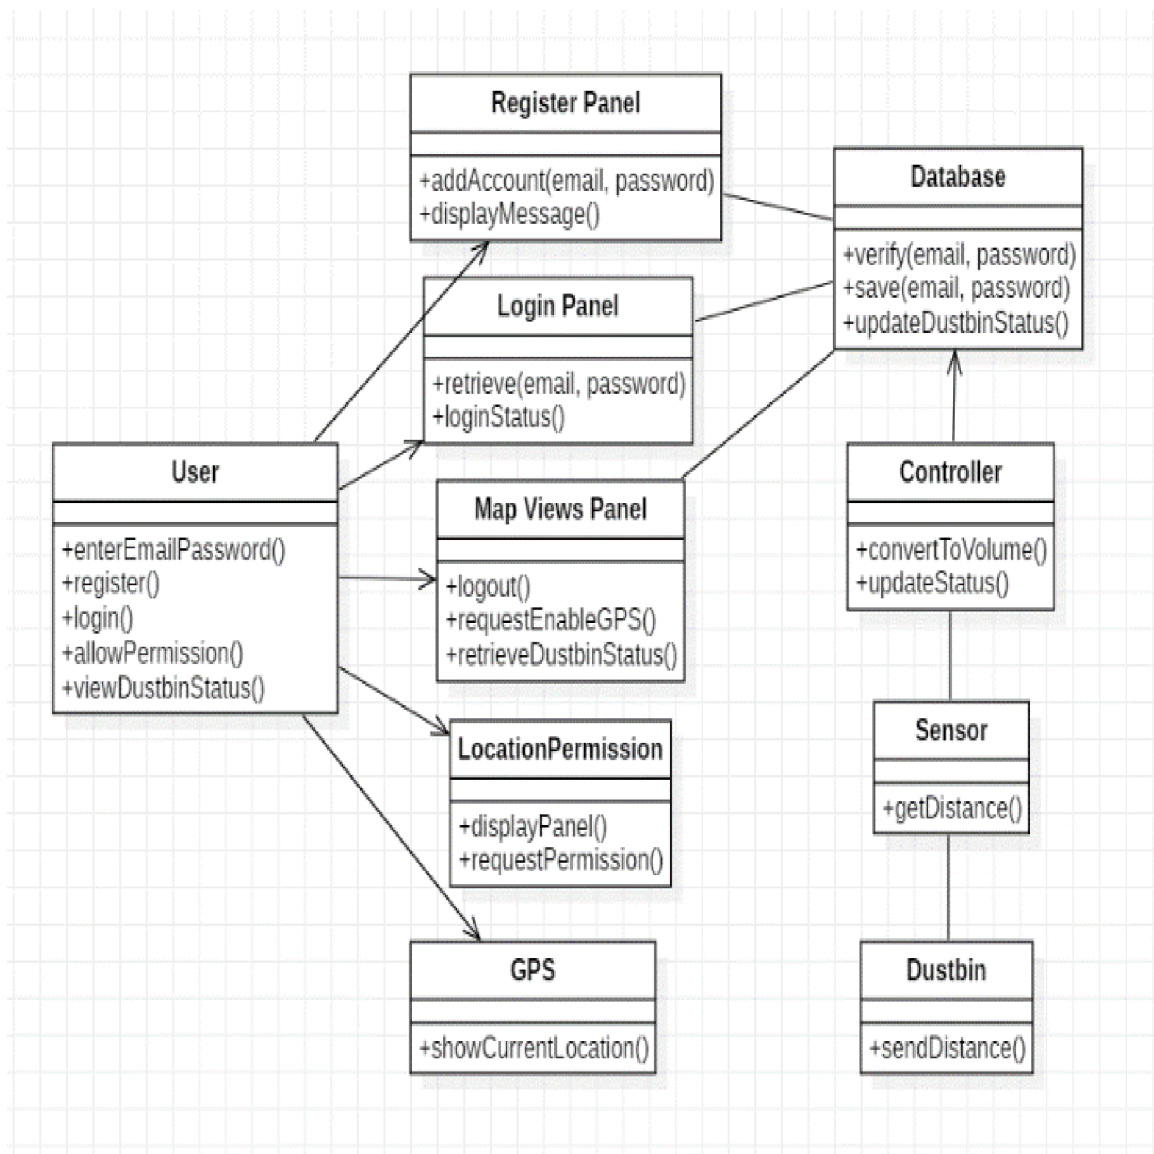 Register Panel
+addAccount(email, password)
+displayMessage()
Database
+verify(email, password)
+save(email, password)
+updateDustbinStatus()
Login Panel
+retrieve(email, password)
+loginStatus()
User
+enterEmailPassword()
+register()
+login()
+allowPermission()
+viewDustbinStatus()
Map Views Panel
+logout()
+requestEnableGPS()
+retrieveDustbinStatus()
Controller
+convertToVolume()
+updateStatus()
LocationPermission
+displayPanel()
+requestPermission()
Sensor
+getDistance()
GPS
+showCurrentLocation()
Dustbin
+sendDistance()